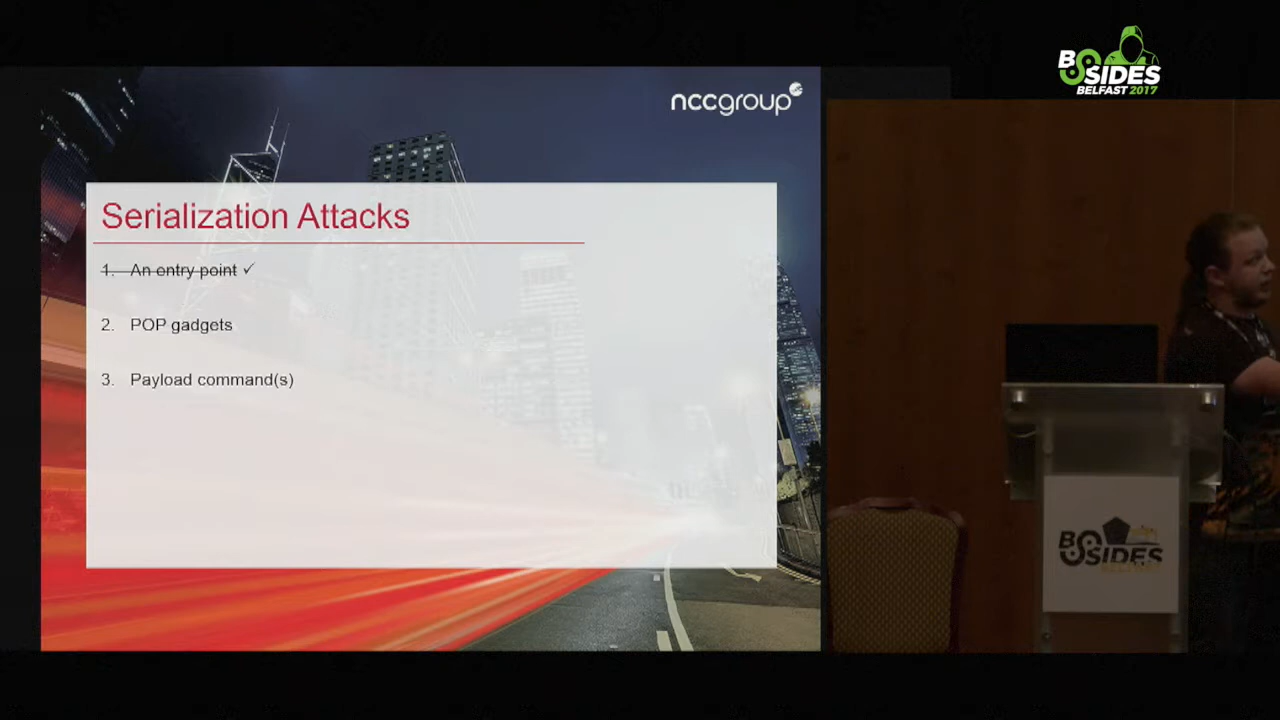 BSIDES
BELFAST 2017
nccgroup
Serialization Attacks
1. An entry point ✓
2. POP gadgets
3. Payload command(s)
BSIDES